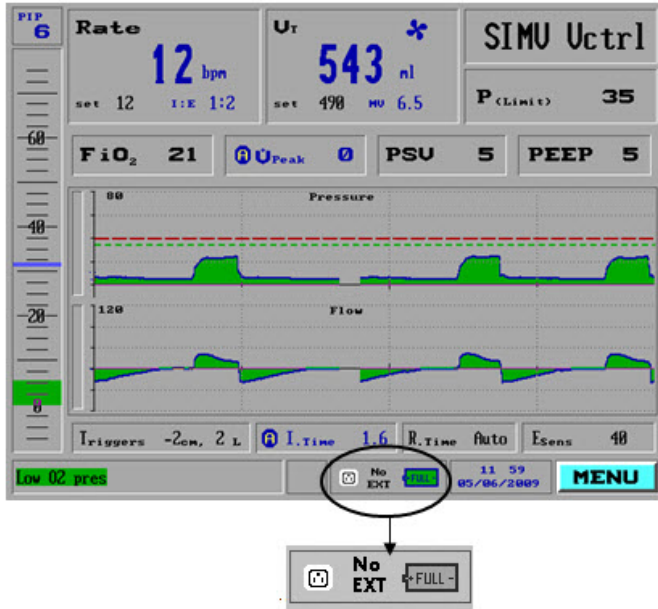 PIP
6
60
40
20
0
Rate
12 bpm
set 12 I:E 1:2
VT
543 ml
set 490 MV 6.5
SIMV Vctrl
P(Limit) 35
FiO2 21
A V̇Peak 0
PSV 5
PEEP 5
80 Pressure
120 Flow
Triggers -2cm, 2 L
A I.Time 1.6
R.Time Auto
Esens 40
Low O2 pres
No
EXT
+FULL-
11 59
05/06/2009
MENU
No
EXT
+FULL-